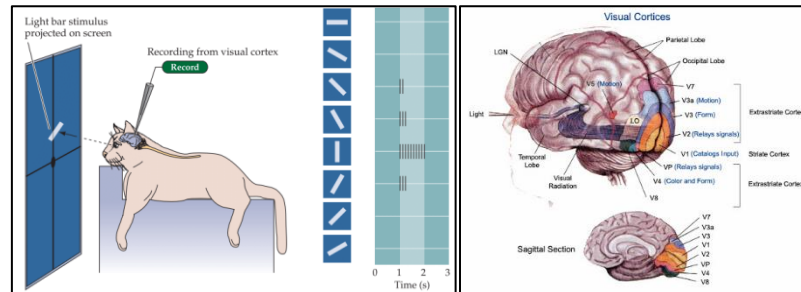 Light bar stimulus
projected on screen
Recording from visual cortex
Record
0 1 2 3
Time (s)
Visual Cortices
Parietal Lobe
Occipital Lobe
LGN
V5 (Motion)
V7
V3a (Motion)
Extrastriate Cortex
V3 (Form)
Light
LO
V2 (Relays signals)
V1 (Catalogs Input)
Striate Cortex
Temporal
Lobe
VP (Relays signals)
Visual
Radiation
V4 (Color and Form)
Extrastriate Cortex
V8
Sagittal Section
V7
V3a
V3
V1
V2
VP
V4
V8